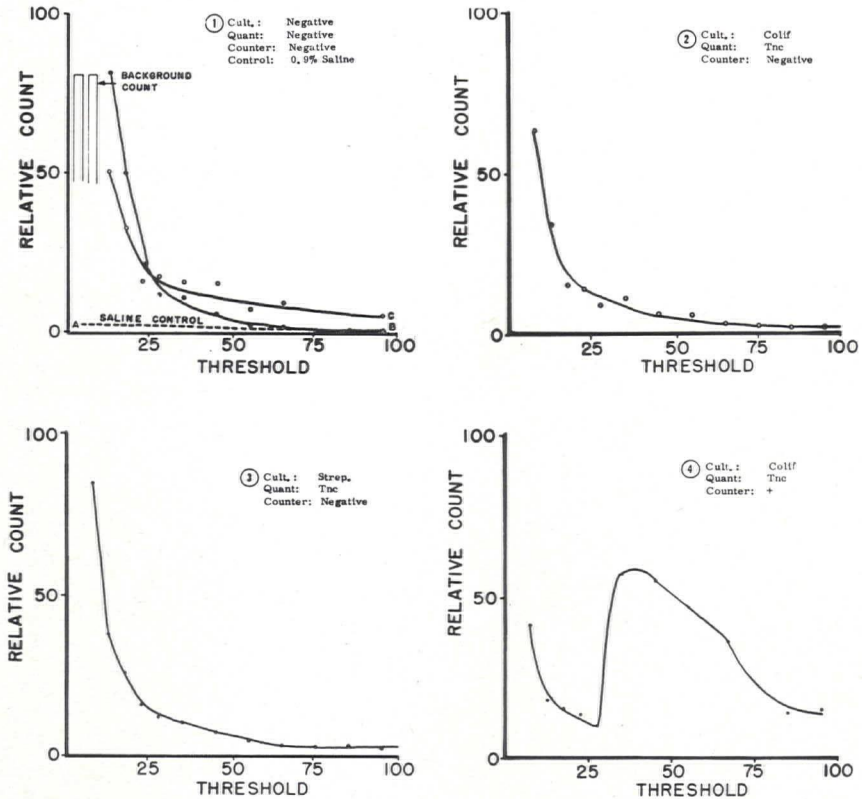 100
① Cult.: Negative
Quant: Negative
Counter: Negative
Control: 0.9% Saline
BACKGROUND
COUNT
RELATIVE COUNT
50
A
SALINE CONTROL
C
B
0
25
50
75
100
THRESHOLD
100
② Cult.: Colif
Quant: Tnc
Counter: Negative
RELATIVE COUNT
50
0
25
50
75
100
THRESHOLD
100
③ Cult.: Strep.
Quant: Tnc
Counter: Negative
RELATIVE COUNT
50
0
25
50
75
100
THRESHOLD
100
④ Cult.: Colif
Quant: Tnc
Counter: +
RELATIVE COUNT
50
0
25
50
75
100
THRESHOLD